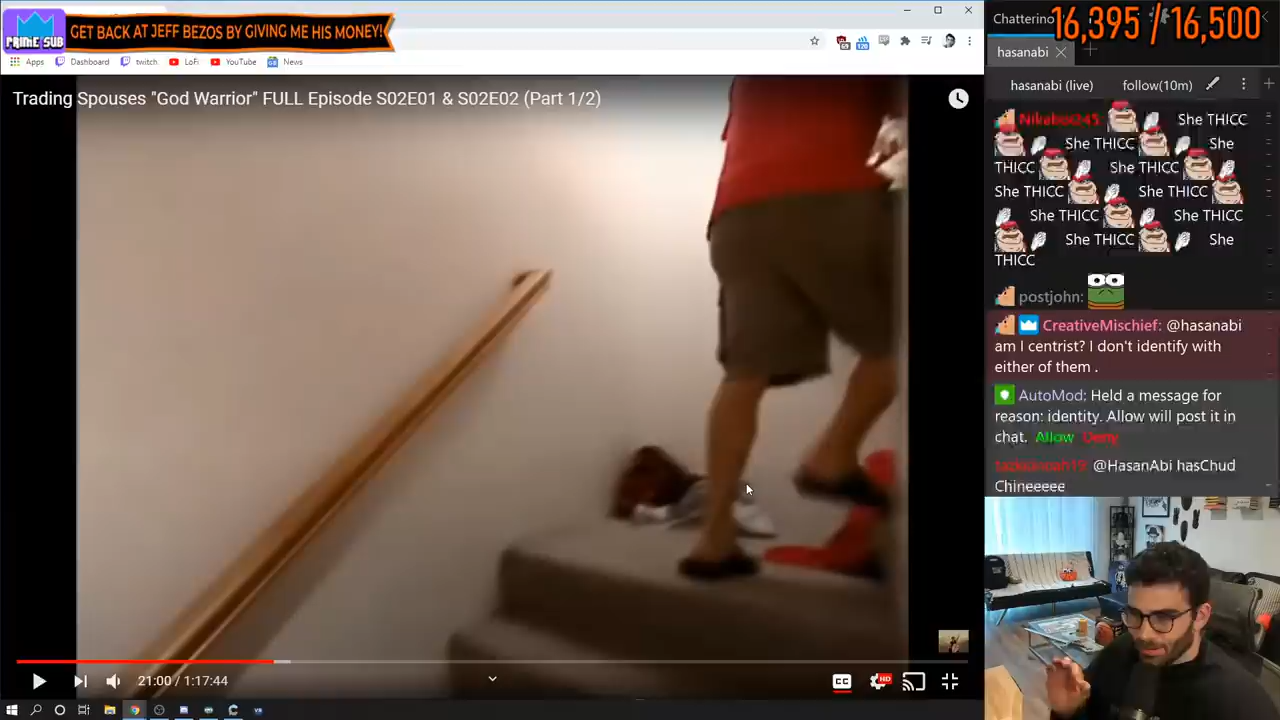 PRIME SUB
GET BACK AT JEFF BEZOS BY GIVING ME HIS MONEY!
Chatterino
16,395 / 16,500
69
120
hasanabi
Apps
Dashboard
twitch
LoFi
YouTube
News
hasanabi (live)
follow(10m)
Trading Spouses "God Warrior" FULL Episode S02E01 & S02E02 (Part 1/2)
She THICC
She THICC She
THICC She THICC
She THICC She THICC
She THICC She THICC
She THICC She
THICC
postjohn:
CreativeMischief: @hasanabi
am I centrist? I don't identify with
either of them .
AutoMod: Held a message for
reason: identity. Allow will post it in
chat. Allow Deny
@HasanAbi hasChud
Chineeeee
21:00 / 1:17:44
CC
HD